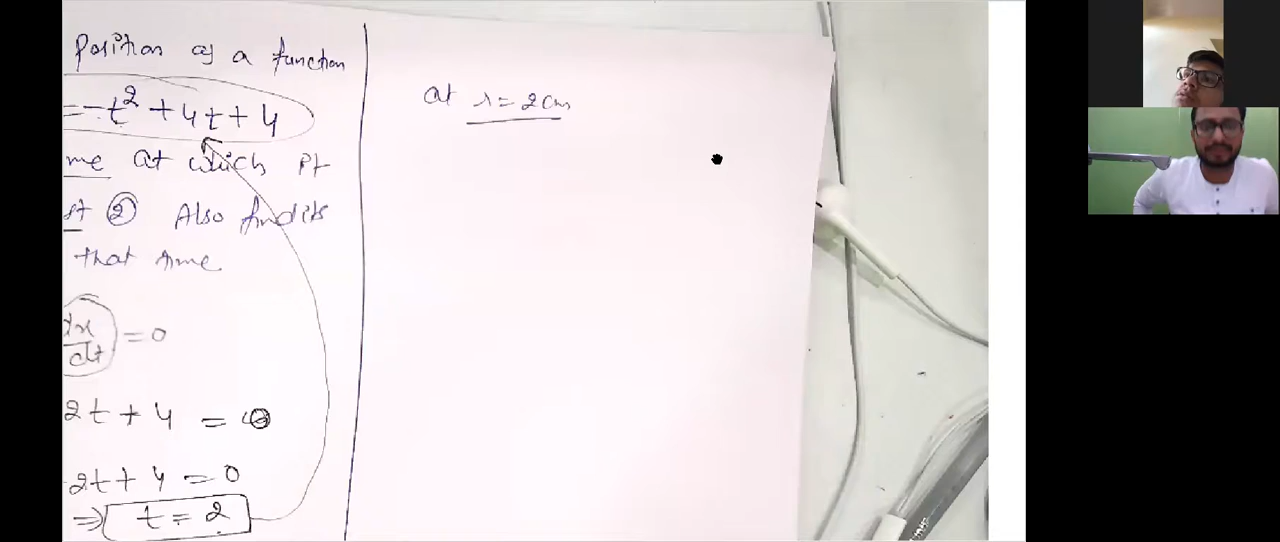 Position as a function
= -t² + 4t + 4
me at which Pt
st ② Also find its
that time
dx/dt = 0
2t + 4 = 0
-2t + 4 = 0
⇒ t = 2
at = 2cm